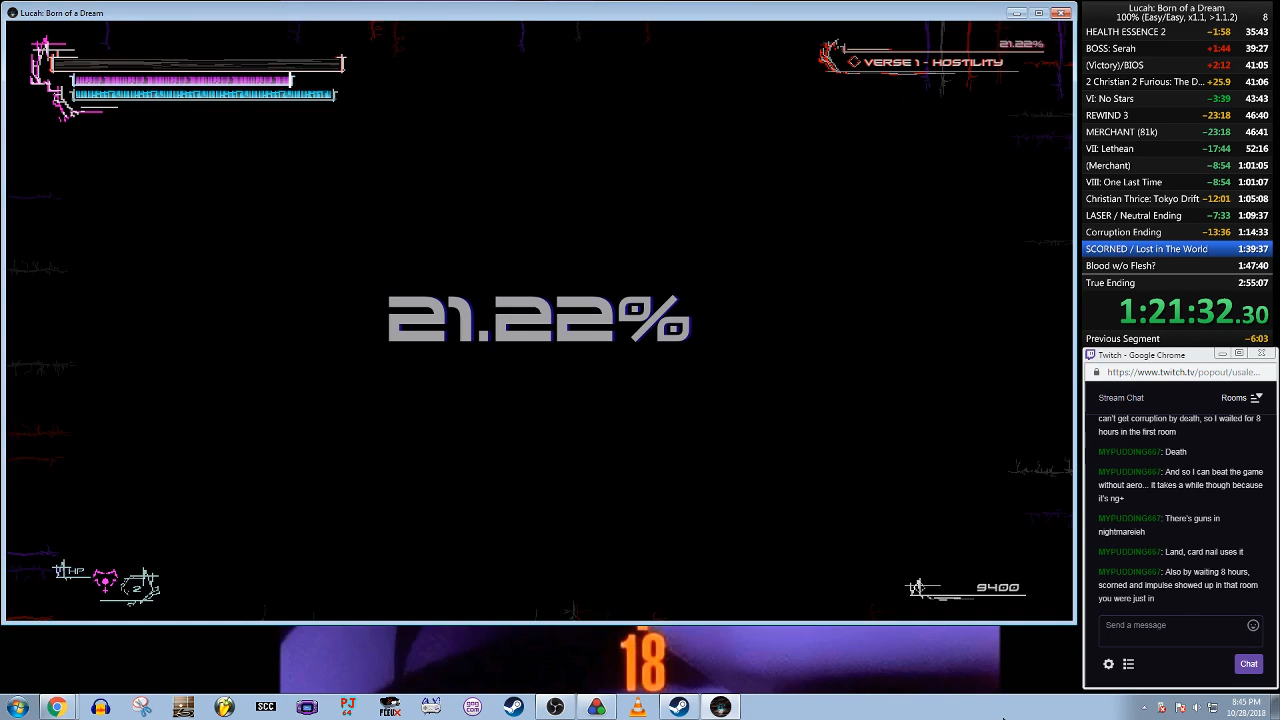 Lucah: Born of a Dream
21.22%
VERSE 1 - HOSTILITY
21.22%
HP
2
9400
18
Lucah: Born of a Dream
100% Easy/Easy, x1.1, >1.12.0 8
HEALTH ESSENCE 2 −1:58 35:43
BOSS: Serah +1:44 39:27
(Victory)/BIOS +2:12 41:05
2 Christian 2 Furious: The D... +25.9 41:05
VI: No Stars −3:39 43:43
REWIND 3 −23:18 46:40
MERCHANT (81k) −23:18 46:41
VII: Lethean −17:44 52:16
(Merchant) −8:54 1:01:05
VIII: One Last Time −8:54 1:01:07
Christian Thrice: Tokyo Drift −12:01 1:05:08
LASER / Neutral Ending −7:33 1:09:37
Corruption Ending −13:36 1:14:33
SCORNED / Lost in The World 1:39:37
Blood w/o Flesh? 1:47:40
True Ending 2:55:07
1:21:32.30
Previous Segment −6:03
Twitch - Google Chrome
https://www.twitch.tv/popout/usale...
Stream Chat Rooms
can't get corruption by death, so I waited for 8
hours in the first room
MYPUDDING667: Death
MYPUDDING667: And so I can beat the game
without aero... it takes a while though because
it's ng+
MYPUDDING667: There's guns in
nightmareieh
MYPUDDING667: Land, card nail uses it
MYPUDDING667: Also by waiting 8 hours,
scorned and impulse showed up in that room
you were just in
Send a message
Chat
SCC
PJ
64
8:45 PM
10/28/2018